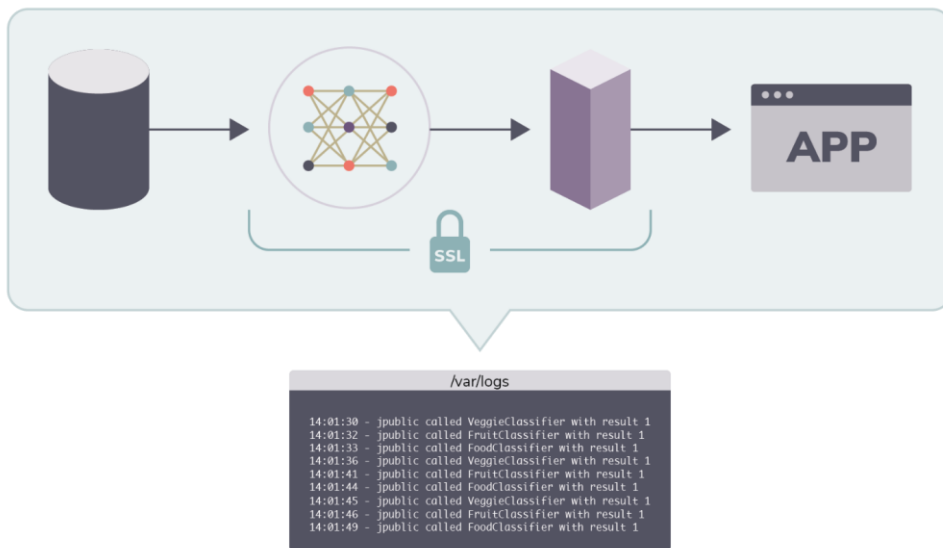 APP
SSL
/var/logs
14:01:30 - jpublic called VeggieClassifier with result 1
14:01:32 - jpublic called FruitClassifier with result 1
14:01:33 - jpublic called FoodClassifier with result 1
14:01:36 - jpublic called VeggieClassifier with result 1
14:01:41 - jpublic called FruitClassifier with result 1
14:01:44 - jpublic called FoodClassifier with result 1
14:01:45 - jpublic called VeggieClassifier with result 1
14:01:46 - jpublic called FruitClassifier with result 1
14:01:49 - jpublic called FoodClassifier with result 1